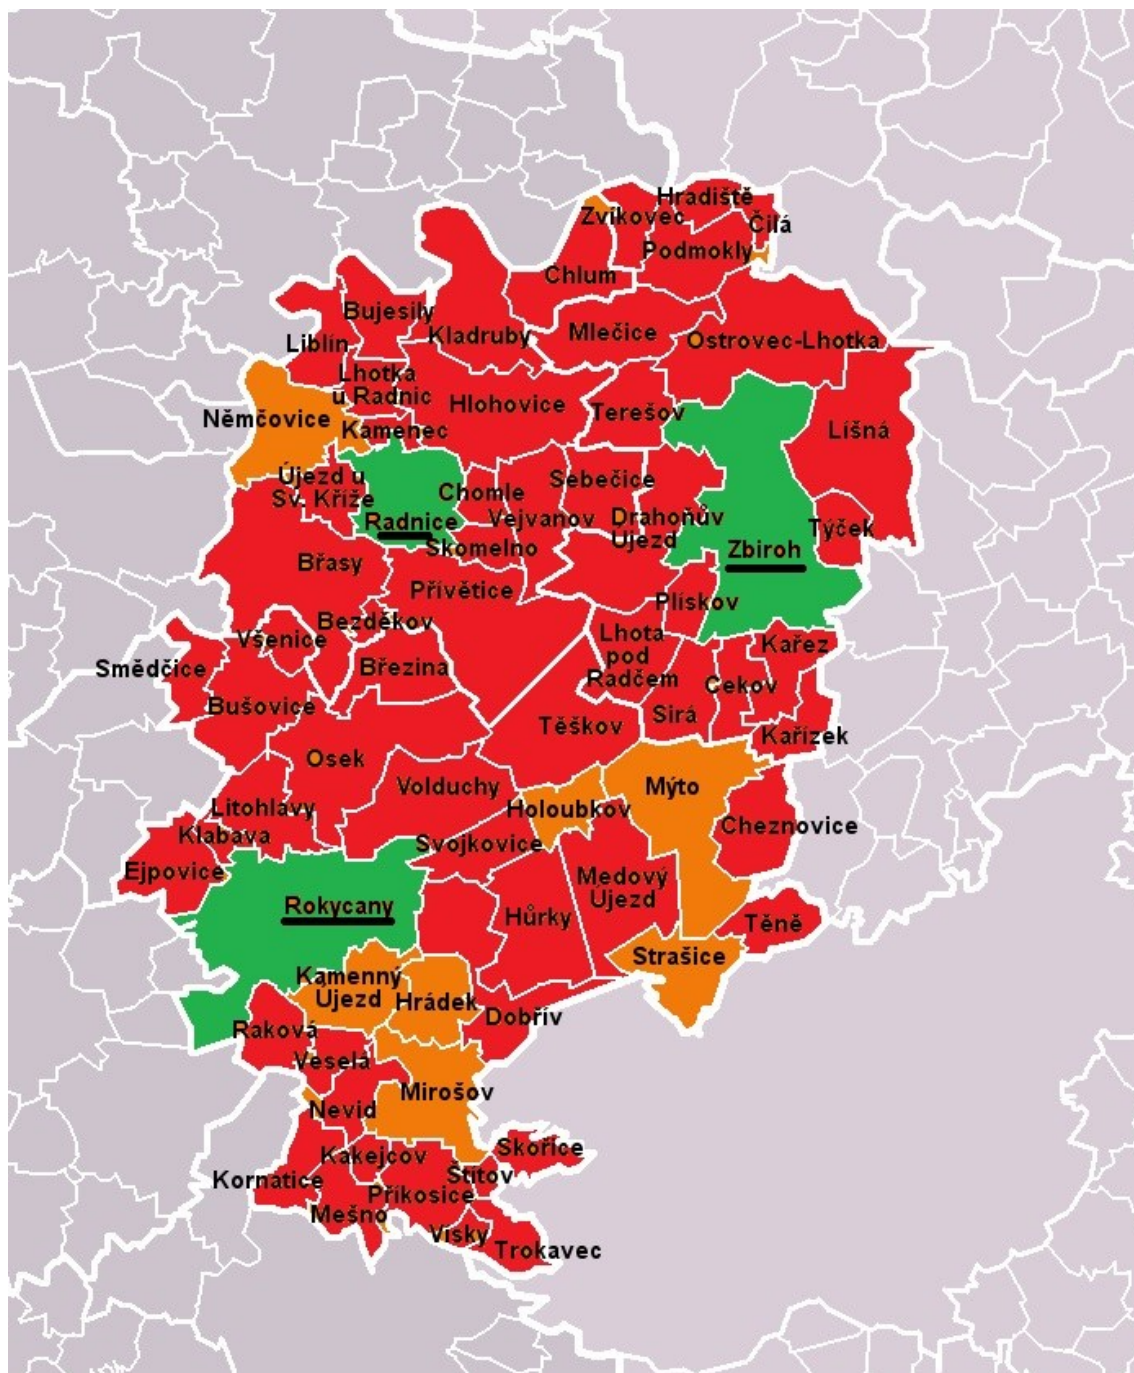 Hradiště
Zvíkovec
Čilá
Podmokly
Chlum
Bujesily
Kladruby
Mlečice
Ostrovec-Lhotka
Liblín
Lhotka
u Radnic
Hlohovice
Terešov
Líšná
Němčovice
Kamenec
Újezd u
Sv. Kříže
Chomle
Sebečice
Radnice
Vejvanov
Drahoňův
Újezd
Týček
Skomelno
Zbiroh
Břasy
Přívětice
Plískov
Bezděkov
Všenice
Lhota
pod
Radčem
Kařez
Smědčice
Březina
Cekov
Bušovice
Sirá
Těškov
Kařízek
Osek
Volduchy
Mýto
Litohlavy
Holoubkov
Klabava
Svojkovice
Cheznovice
Ejpovice
Medový
Újezd
Rokycany
Hůrky
Těně
Strašice
Kamenný
Újezd
Hrádek
Dobřív
Raková
Veselá
Mirošov
Nevid
Skořice
Kakejcov
Kornatice
Štítov
Příkosice
Mešno
Vísky
Trokavec